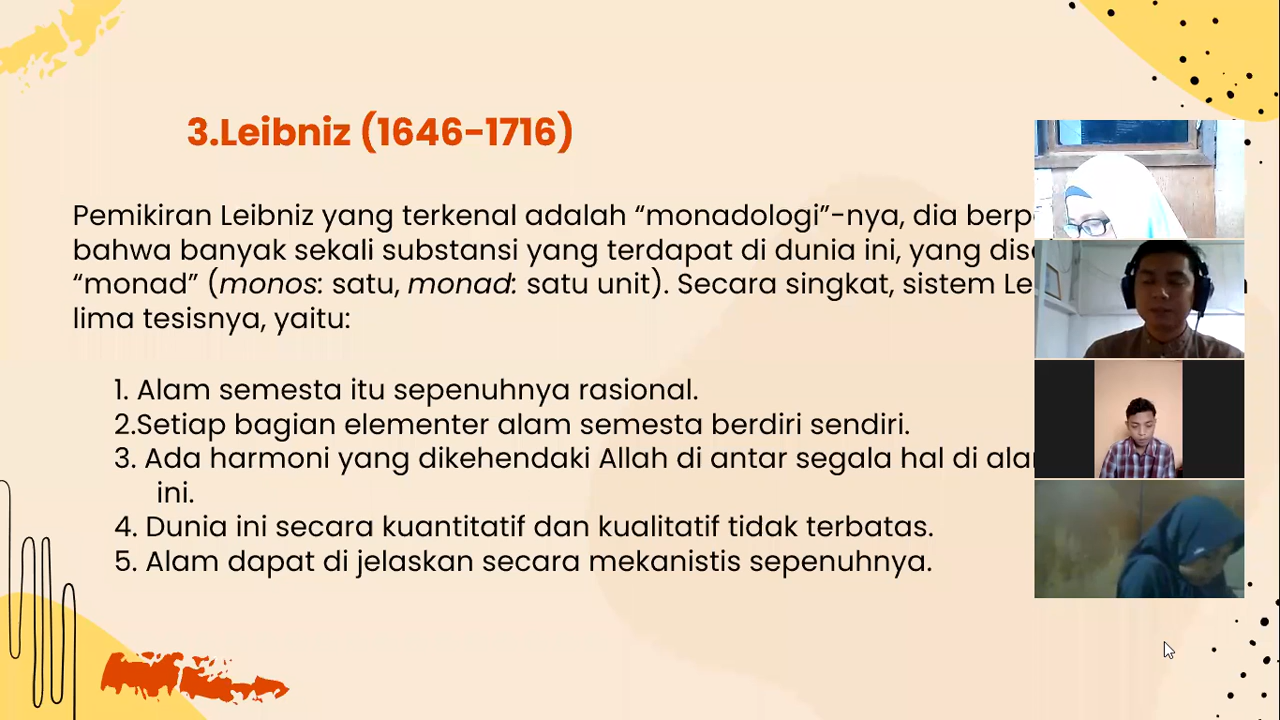 3.Leibniz (1646-1716)
Pemikiran Leibniz yang terkenal adalah “monadologi”-nya, dia
bahwa banyak sekali substansi yang terdapat di dunia ini, yang
“monad” (monos: satu, monad: satu unit). Secara singkat, sistem
lima tesisnya, yaitu:
1. Alam semesta itu sepenuhnya rasional.
2.Setiap bagian elementer alam semesta berdiri sendiri.
3. Ada harmoni yang dikehendaki Allah di antar segala hal di
ini.
4. Dunia ini secara kuantitatif dan kualitatif tidak terbatas.
5. Alam dapat di jelaskan secara mekanistis sepenuhnya.